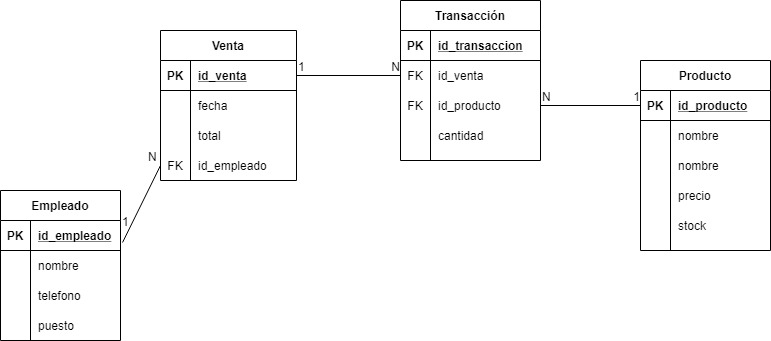 Transacción
PK id_transaccion
FK id_venta
FK id_producto
cantidad
Venta
PK id_venta
fecha
total
FK id_empleado
1
N
Producto
PK id_producto
nombre
nombre
precio
stock
N
1
Empleado
PK id_empleado
nombre
telefono
puesto
N
1